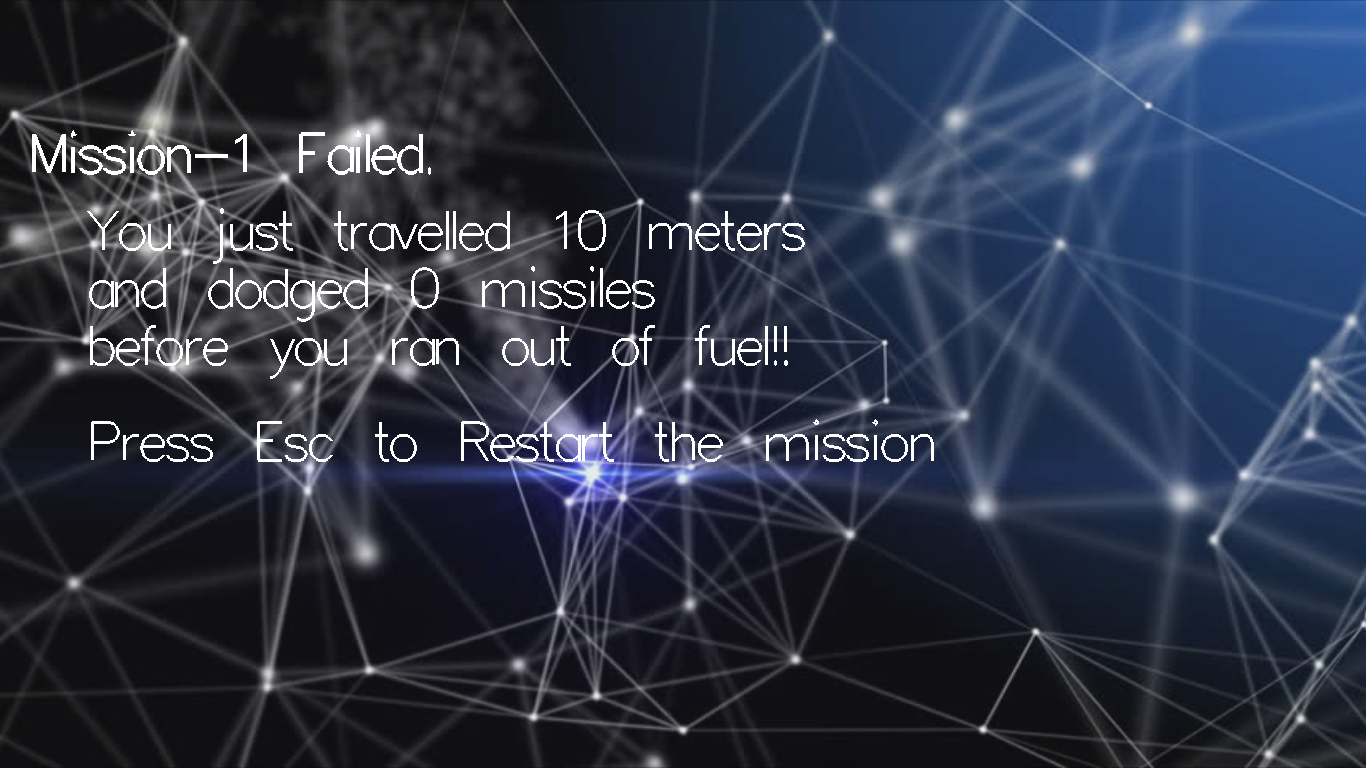 Mission-1 Failed.
You just travelled 10 meters
and dodged 0 missiles
before you ran out of fuel!!
Press Esc to Restart the mission